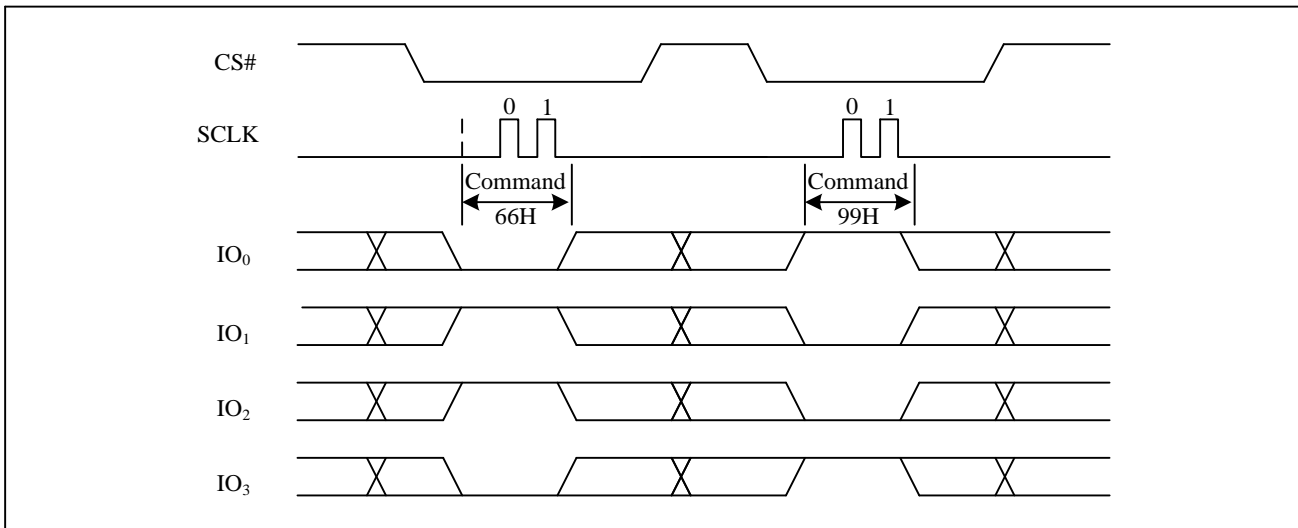 CS#
0 1 0 1
SCLK
Command Command
66H 99H
IO₀
IO₁
IO₂
IO₃